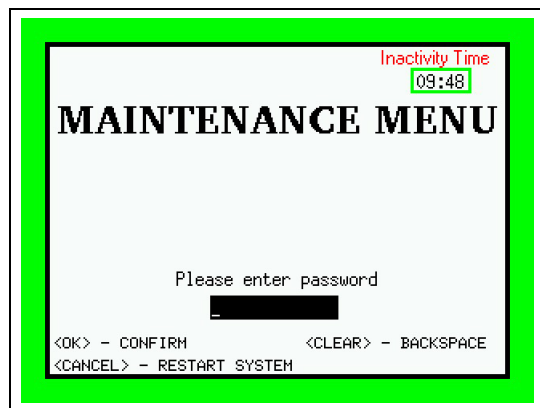 Inactivity Time
09:48
MAINTENANCE MENU
Please enter password
_
<OK> - CONFIRM <CLEAR> - BACKSPACE
<CANCEL> - RESTART SYSTEM